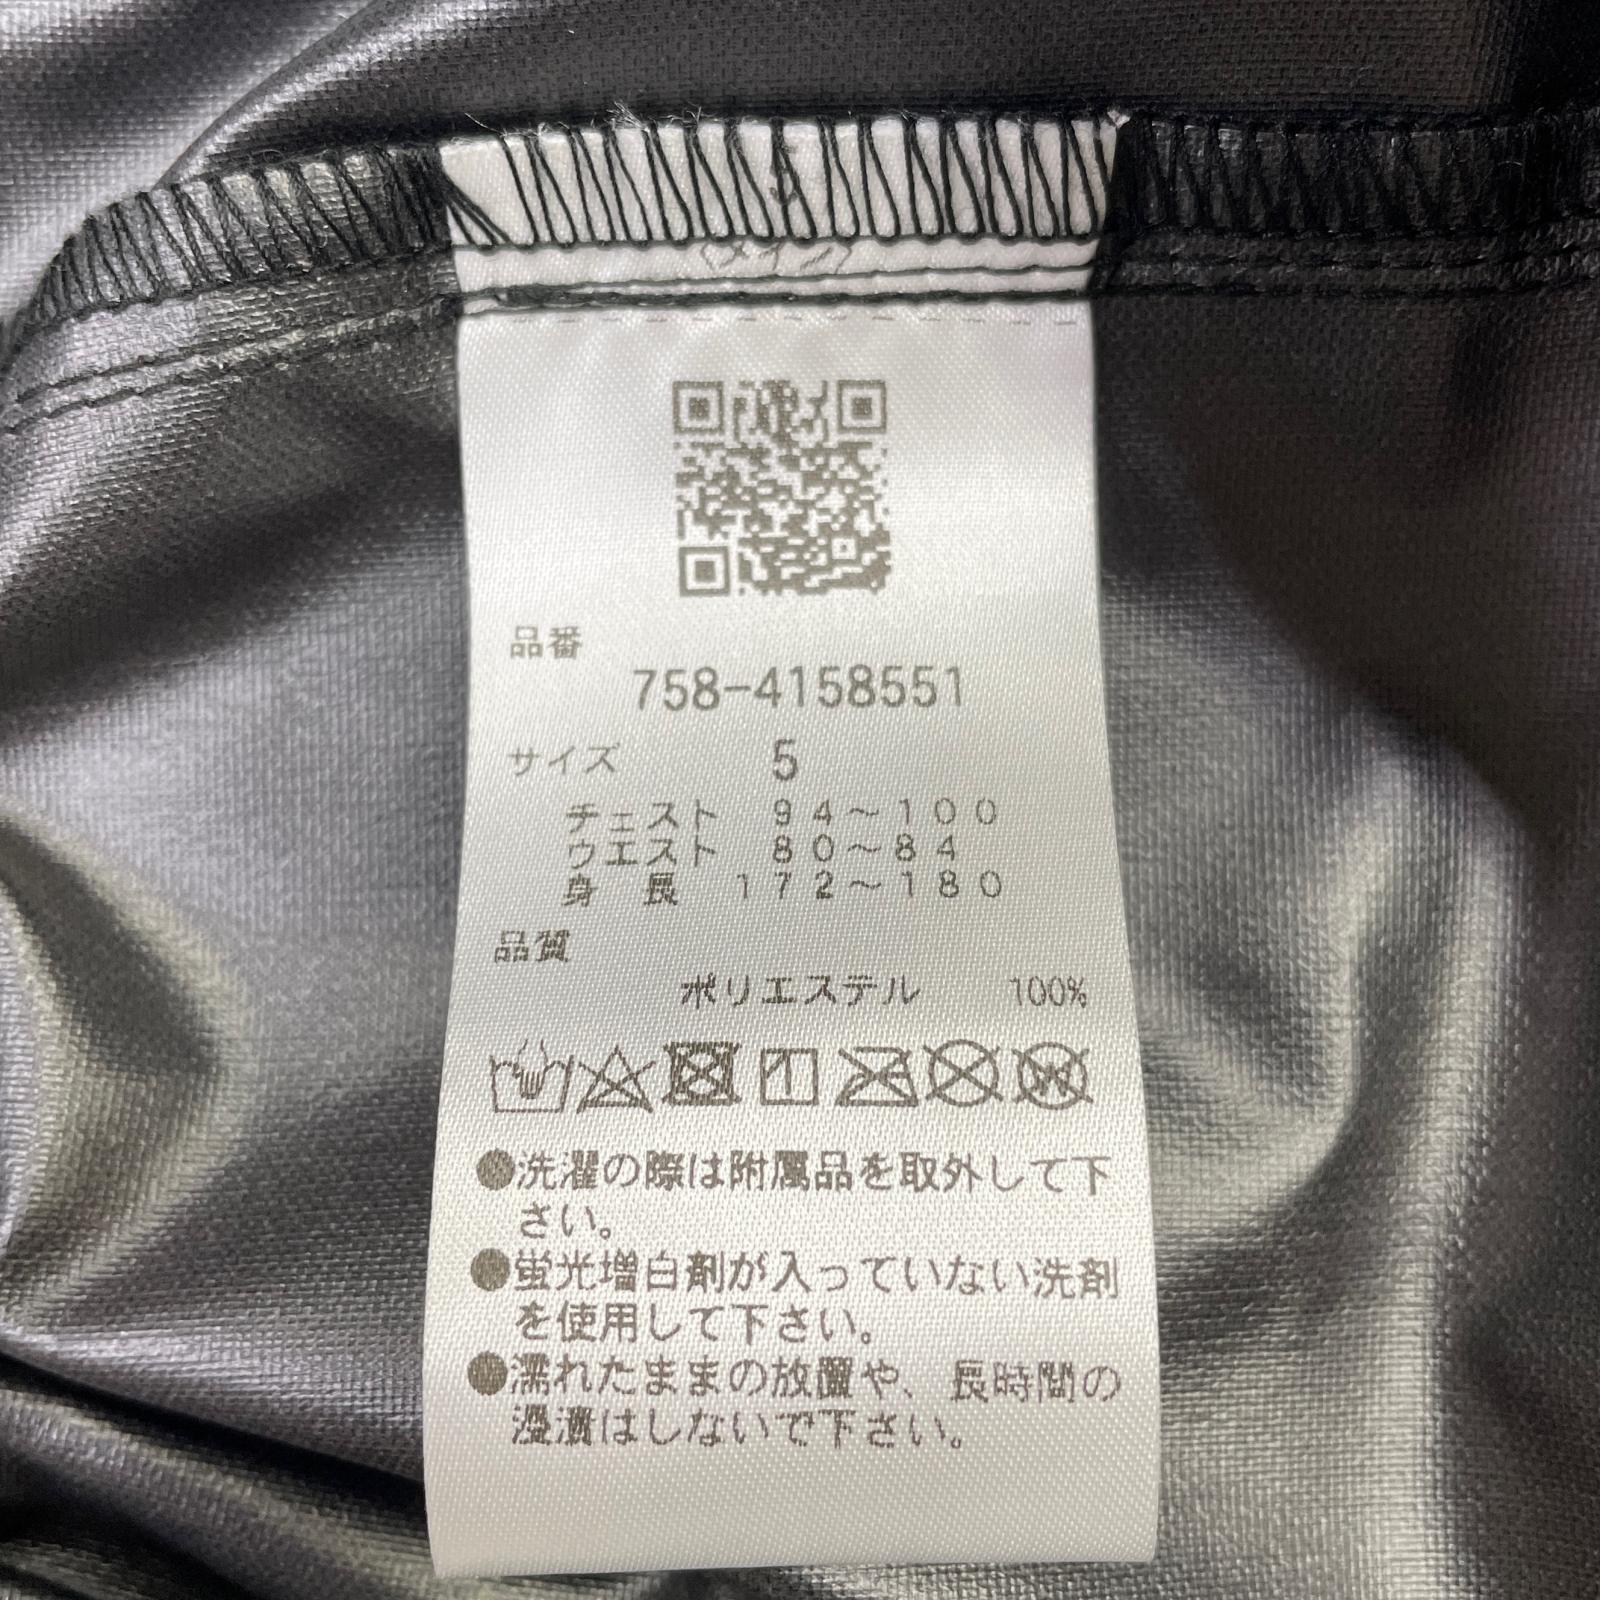 〈メイン〉
品番
758-4158551
サイズ 5
チェスト 94～100
ウエスト 80～84
身長 172～180
品質
ポリエステル 100%
●洗濯の際は附属品を取外して下
さい。
●蛍光増白剤が入っていない洗剤
を使用して下さい。
●濡れたままの放置や、長時間の
浸漬はしないで下さい。